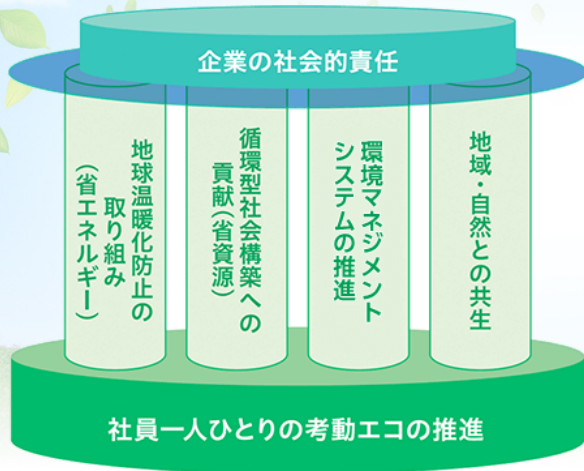 企業の社会的責任
地球温暖化防止の
取り組み
(省エネルギー)
循環型社会構築への
貢献(省資源)
環境マネジメント
システムの推進
地域・自然との共生
社員一人ひとりの考動エコの推進